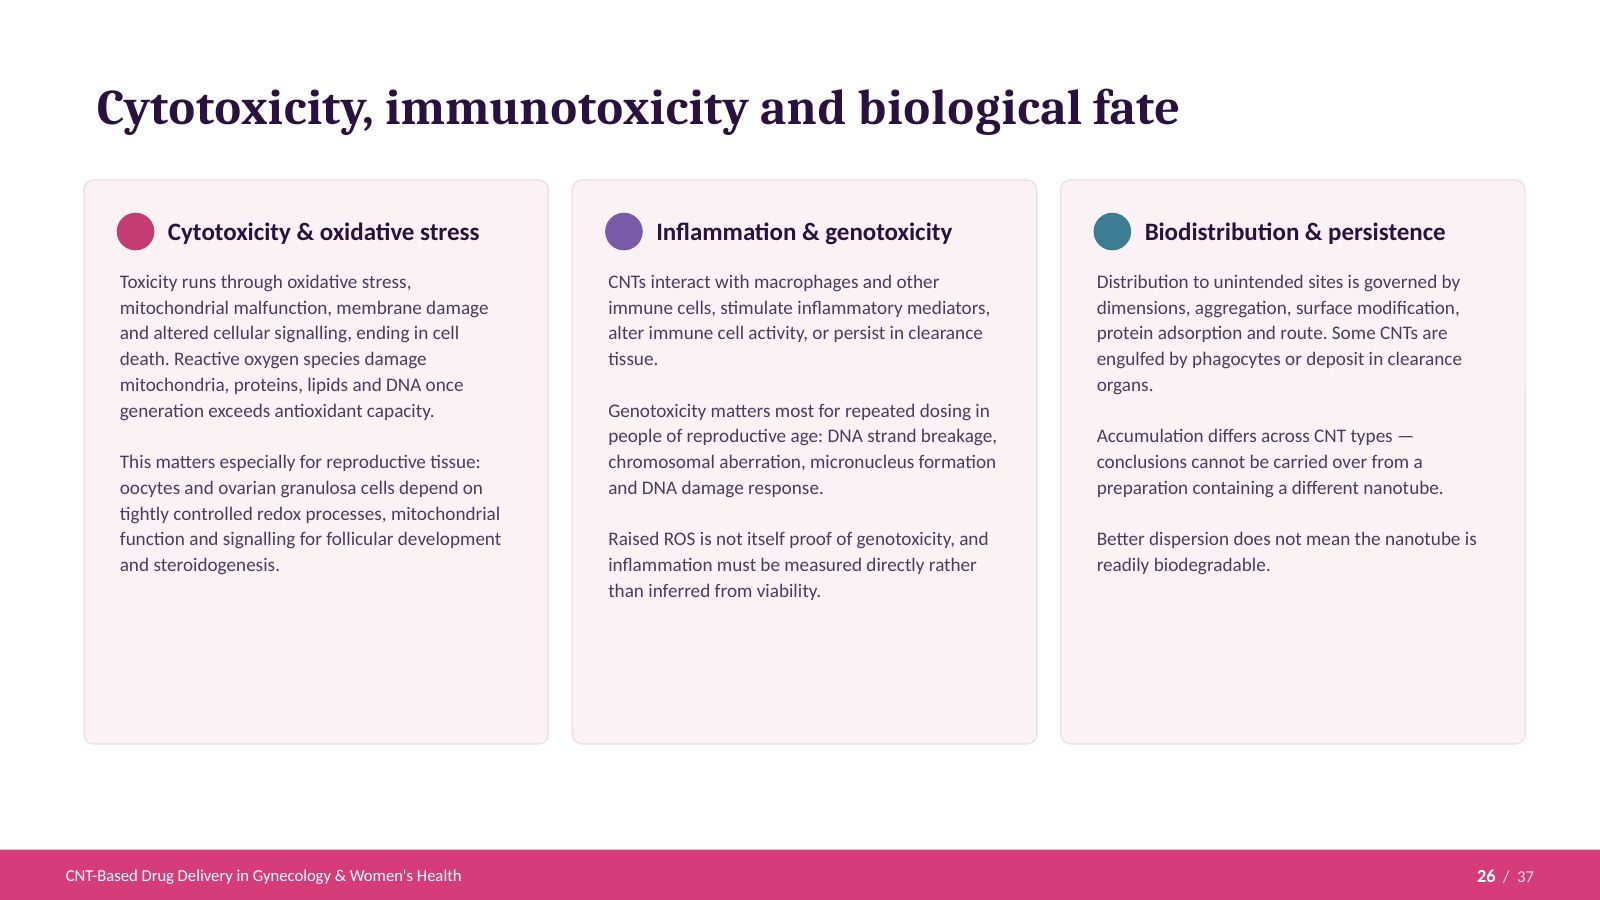 Cytotoxicity, immunotoxicity and biological fate
Cytotoxicity & oxidative stress
Toxicity runs through oxidative stress,
mitochondrial malfunction, membrane damage
and altered cellular signalling, ending in cell
death. Reactive oxygen species damage
mitochondria, proteins, lipids and DNA once
generation exceeds antioxidant capacity.
This matters especially for reproductive tissue:
oocytes and ovarian granulosa cells depend on
tightly controlled redox processes, mitochondrial
function and signalling for follicular development
and steroidogenesis.
Inflammation & genotoxicity
CNTs interact with macrophages and other
immune cells, stimulate inflammatory mediators,
alter immune cell activity, or persist in clearance
tissue.
Genotoxicity matters most for repeated dosing in
people of reproductive age: DNA strand breakage,
chromosomal aberration, micronucleus formation
and DNA damage response.
Raised ROS is not itself proof of genotoxicity, and
inflammation must be measured directly rather
than inferred from viability.
Biodistribution & persistence
Distribution to unintended sites is governed by
dimensions, aggregation, surface modification,
protein adsorption and route. Some CNTs are
engulfed by phagocytes or deposit in clearance
organs.
Accumulation differs across CNT types —
conclusions cannot be carried over from a
preparation containing a different nanotube.
Better dispersion does not mean the nanotube is
readily biodegradable.
CNT-Based Drug Delivery in Gynecology & Women's Health
26 / 37